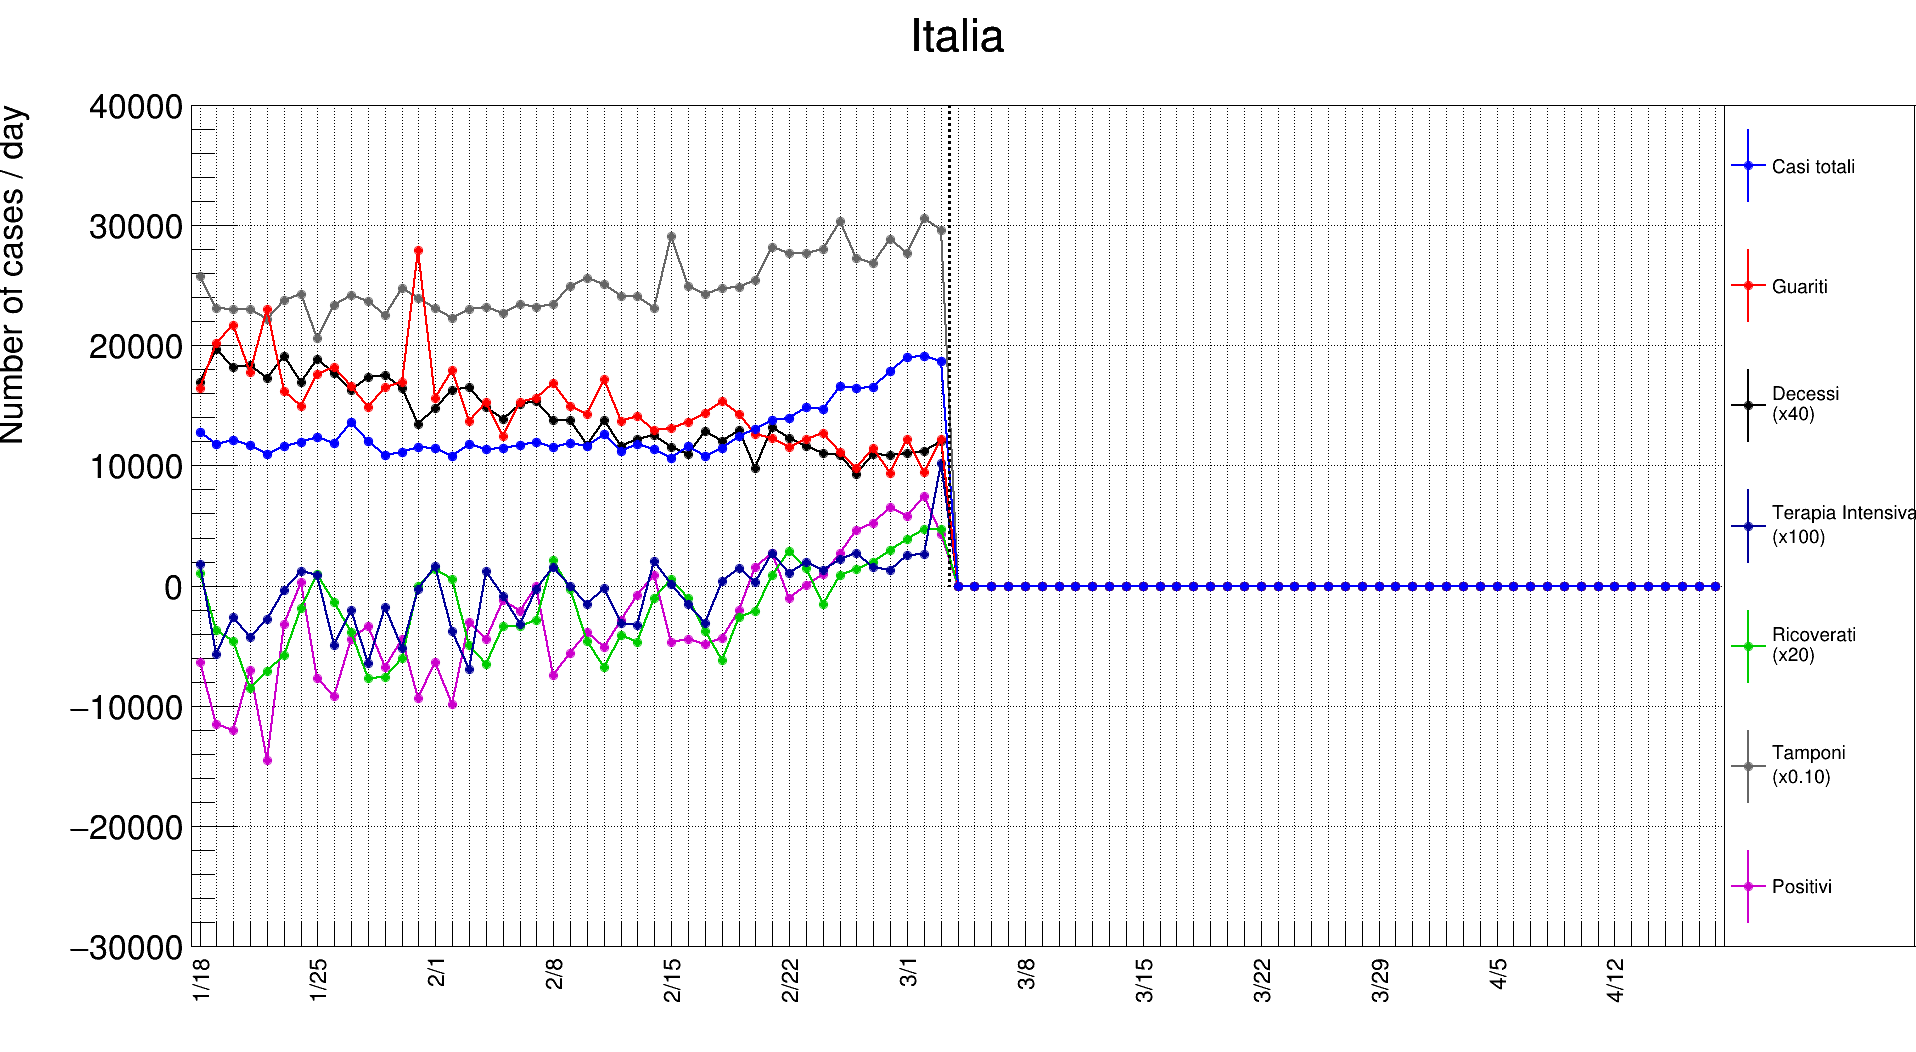 Italia
Number of cases / day
40000
30000
20000
10000
0
−10000
−20000
−30000
1/18
1/25
2/1
2/8
2/15
2/22
3/1
3/8
3/15
3/22
3/29
4/5
4/12
Casi totali
Guariti
Decessi
(x40)
Terapia Intensiva
(x100)
Ricoverati
(x20)
Tamponi
(x0.10)
Positivi